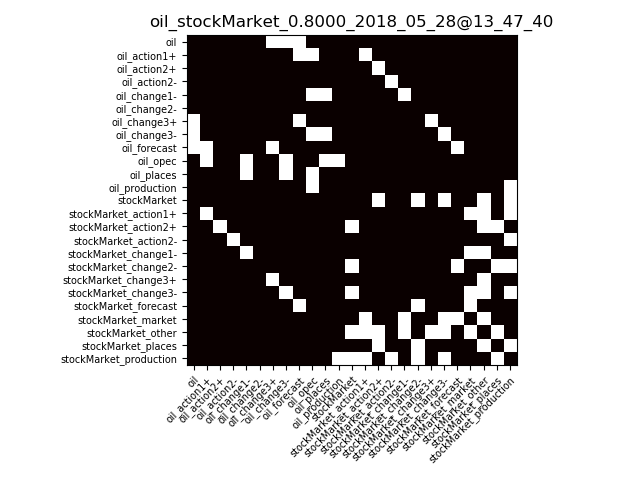 oil_stockMarket_0.8000_2018_05_28@13_47_40
oil
oil_action1+
oil_action2+
oil_action2-
oil_change1-
oil_change2-
oil_change3+
oil_change3-
oil_forecast
oil_opec
oil_places
oil_production
stockMarket
stockMarket_action1+
stockMarket_action2+
stockMarket_action2-
stockMarket_change1-
stockMarket_change2-
stockMarket_change3+
stockMarket_change3-
stockMarket_forecast
stockMarket_market
stockMarket_other
stockMarket_places
stockMarket_production
oil
oil_action1+
oil_action2+
oil_action2-
oil_change1-
oil_change2-
oil_change3+
oil_change3-
oil_forecast
oil_opec
oil_places
oil_production
stockMarket
stockMarket_action1+
stockMarket_action2+
stockMarket_action2-
stockMarket_change1-
stockMarket_change2-
stockMarket_change3+
stockMarket_change3-
stockMarket_forecast
stockMarket_market
stockMarket_other
stockMarket_places
stockMarket_production